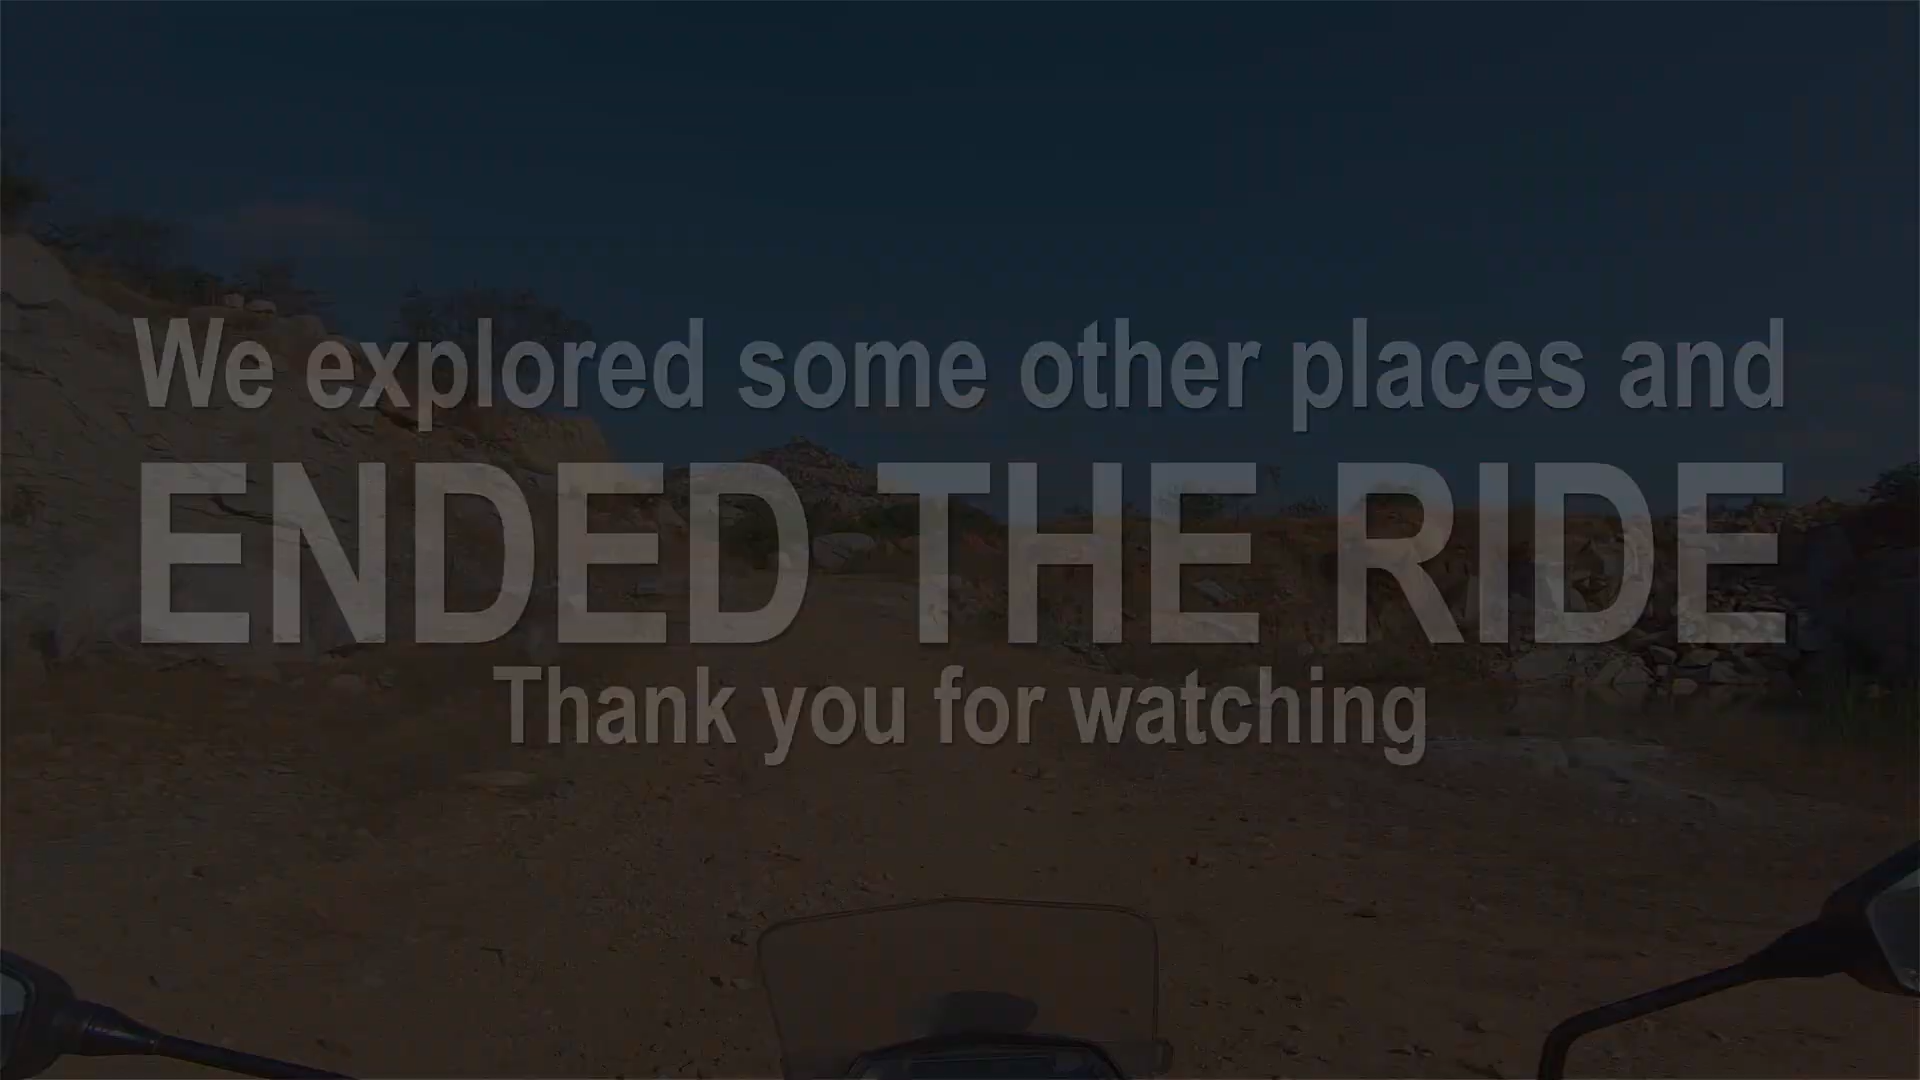 We explored some other places and
ENDED THE RIDE
Thank you for watching